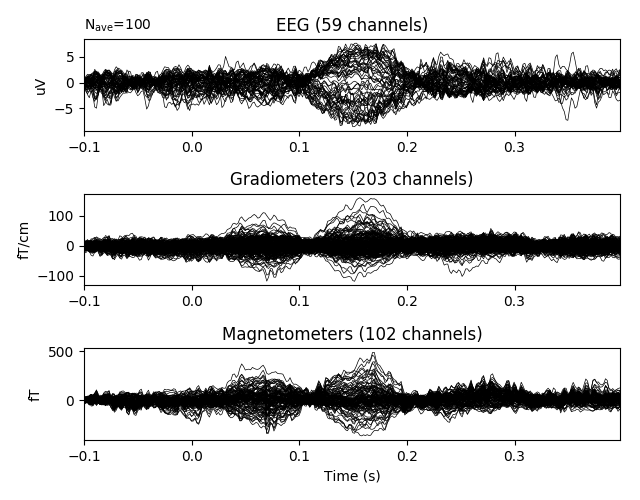 N_ave=100
EEG (59 channels)
5
0
−5
uV
−0.1 0.0 0.1 0.2 0.3
Gradiometers (203 channels)
100
0
−100
fT/cm
−0.1 0.0 0.1 0.2 0.3
Magnetometers (102 channels)
500
0
fT
−0.1 0.0 0.1 0.2 0.3
Time (s)